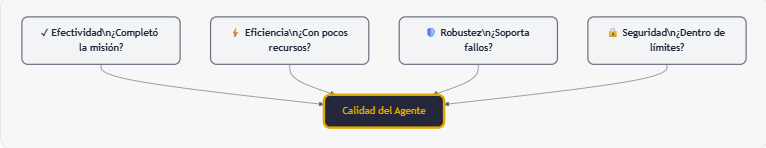 ✓ Efectividad\n¿Completó
la misión?
⚡ Eficiencia\n¿Con pocos
recursos?
🛡️ Robustez\n¿Soporta
fallos?
🔒 Seguridad\n¿Dentro de
límites?
Calidad del Agente